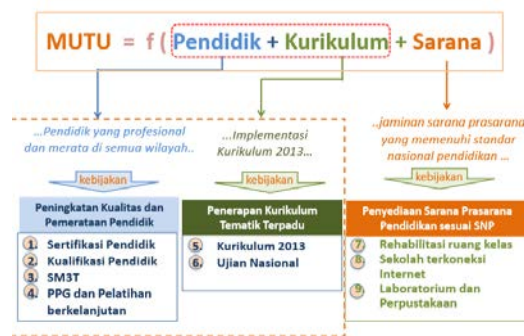 MUTU = f ( Pendidik + Kurikulum + Sarana )
...Pendidik yang profesional
dan merata di semua wilayah..
kebijakan
Peningkatan Kualitas dan
Pemerataan Pendidik
1. Sertifikasi Pendidik
2. Kualifikasi Pendidik
3. SM3T
4. PPG dan Pelatihan
berkelanjutan
...Implementasi
Kurikulum 2013...
kebijakan
Penerapan Kurikulum
Tematik Terpadu
5. Kurikulum 2013
6. Ujian Nasional
..jaminan sarana prasarana
yang memenuhi standar
nasional pendidikan ...
kebijakan
Penyediaan Sarana Prasarana
Pendidikan sesuai SNP
7. Rehabilitasi ruang kelas
8. Sekolah terkoneksi
Internet
9. Laboratorium dan
Perpustakaan